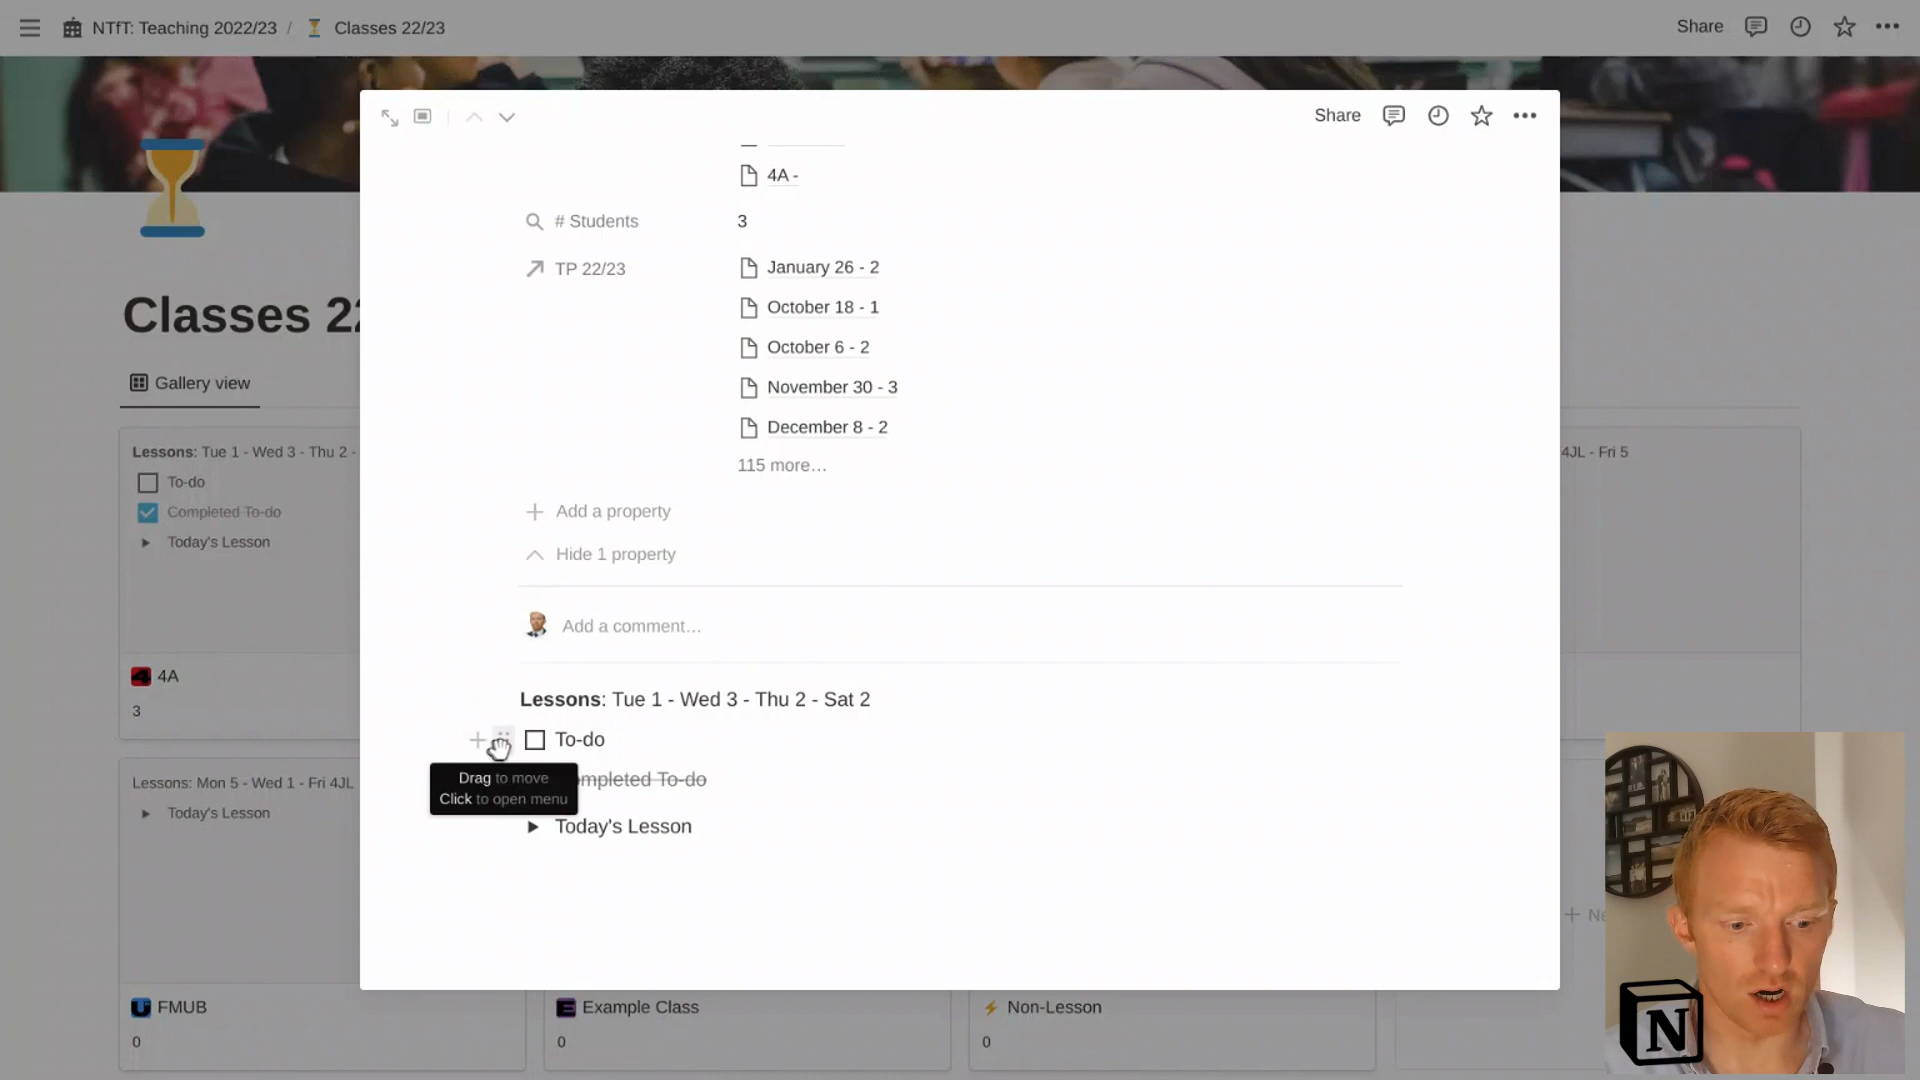 NTfT: Teaching 2022/23 / Classes 22/23
Share
Share
4A -
# Students
3
TP 22/23
January 26 - 2
October 18 - 1
October 6 - 2
November 30 - 3
December 8 - 2
115 more...
Add a property
Hide 1 property
Add a comment...
Lessons: Tue 1 - Wed 3 - Thu 2 - Sat 2
To-do
Drag to move
Click to open menu
mpleted To-do
Today's Lesson
Classes 22
Gallery view
Lessons: Tue 1 - Wed 3 - Thu 2 -
To-do
Completed To-do
Today's Lesson
4A
3
4JL - Fri 5
Lessons: Mon 5 - Wed 1 - Fri 4JL
Today's Lesson
FMUB
0
Example Class
0
Non-Lesson
0
N